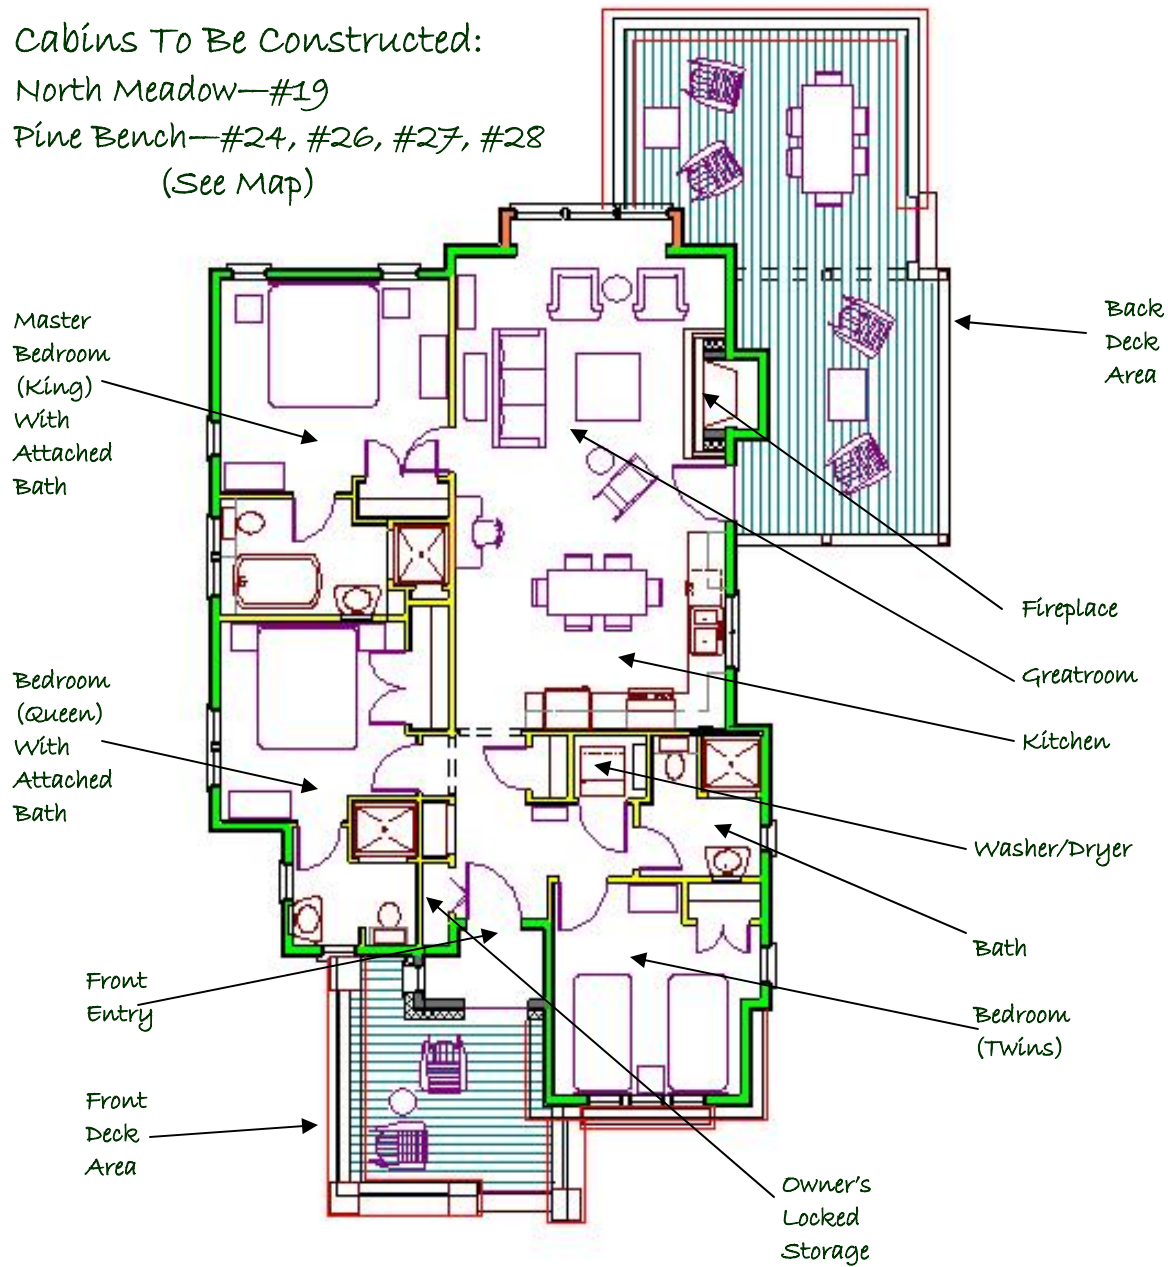 Cabins To Be Constructed:
North Meadow—#19
Pine Bench—#24, #26, #27, #28
(See Map)
Master
Bedroom
(King)
With
Attached
Bath
Back
Deck
Area
Fireplace
Greatroom
Kitchen
Bedroom
(Queen)
With
Attached
Bath
Washer/Dryer
Bath
Bedroom
(Twins)
Front
Entry
Front
Deck
Area
Owner's
Locked
Storage